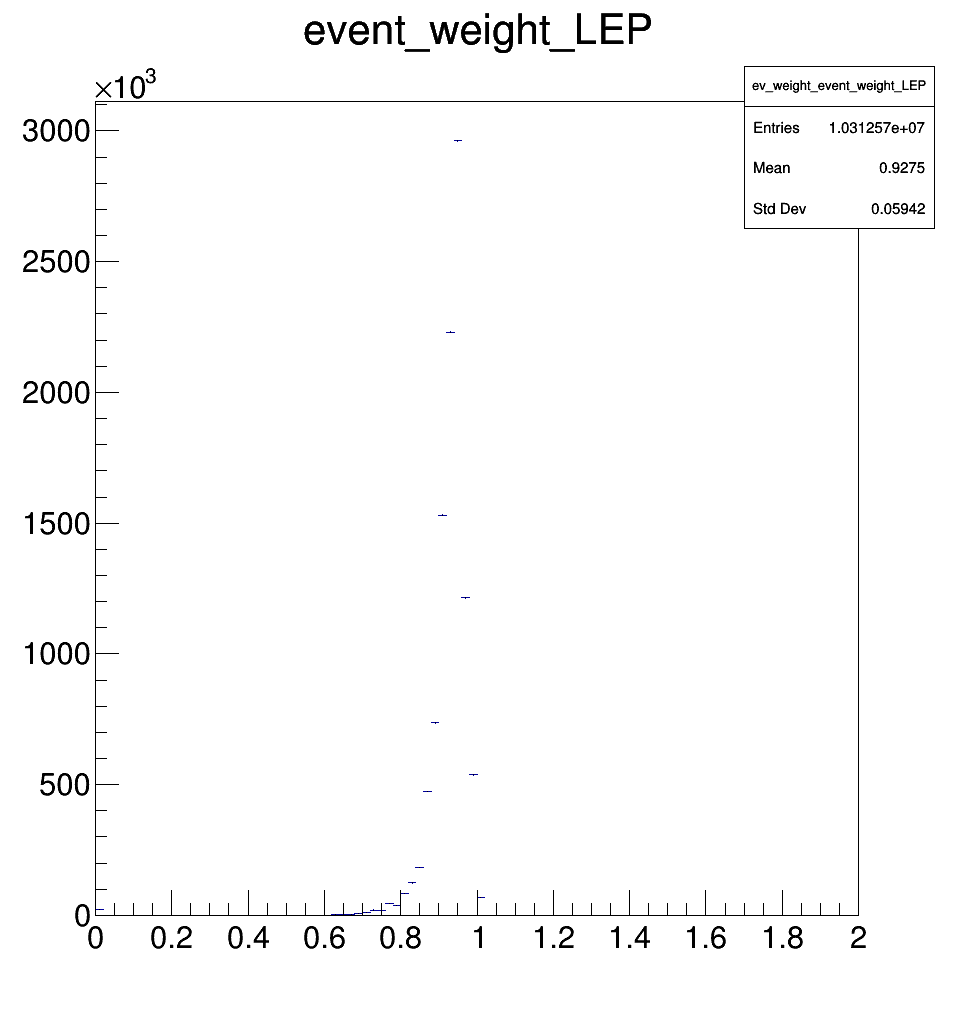 event_weight_LEP
×10³
ev_weight_event_weight_LEP
Entries 1.031257e+07
Mean 0.9275
Std Dev 0.05942
3000
2500
2000
1500
1000
500
0
0 0.2 0.4 0.6 0.8 1 1.2 1.4 1.6 1.8 2